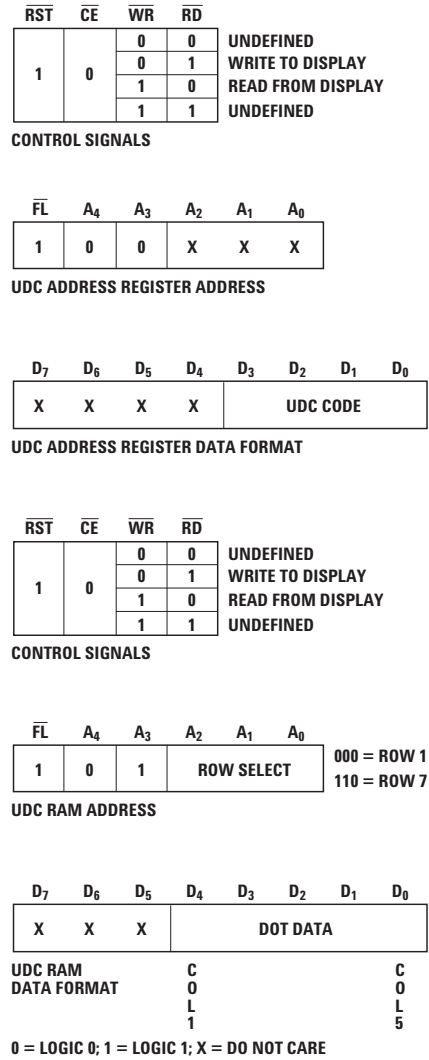 RST CE WR RD
0 0 UNDEFINED
1 0 0 1 WRITE TO DISPLAY
1 0 READ FROM DISPLAY
1 1 UNDEFINED
CONTROL SIGNALS
FL A4 A3 A2 A1 A0
1 0 0 X X X
UDC ADDRESS REGISTER ADDRESS
D7 D6 D5 D4 D3 D2 D1 D0
X X X X UDC CODE
UDC ADDRESS REGISTER DATA FORMAT
RST CE WR RD
0 0 UNDEFINED
1 0 0 1 WRITE TO DISPLAY
1 0 READ FROM DISPLAY
1 1 UNDEFINED
CONTROL SIGNALS
FL A4 A3 A2 A1 A0
1 0 1 ROW SELECT 000 = ROW 1
110 = ROW 7
UDC RAM ADDRESS
D7 D6 D5 D4 D3 D2 D1 D0
X X X DOT DATA
UDC RAM C C
DATA FORMAT O O
L L
1 5
0 = LOGIC 0; 1 = LOGIC 1; X = DO NOT CARE